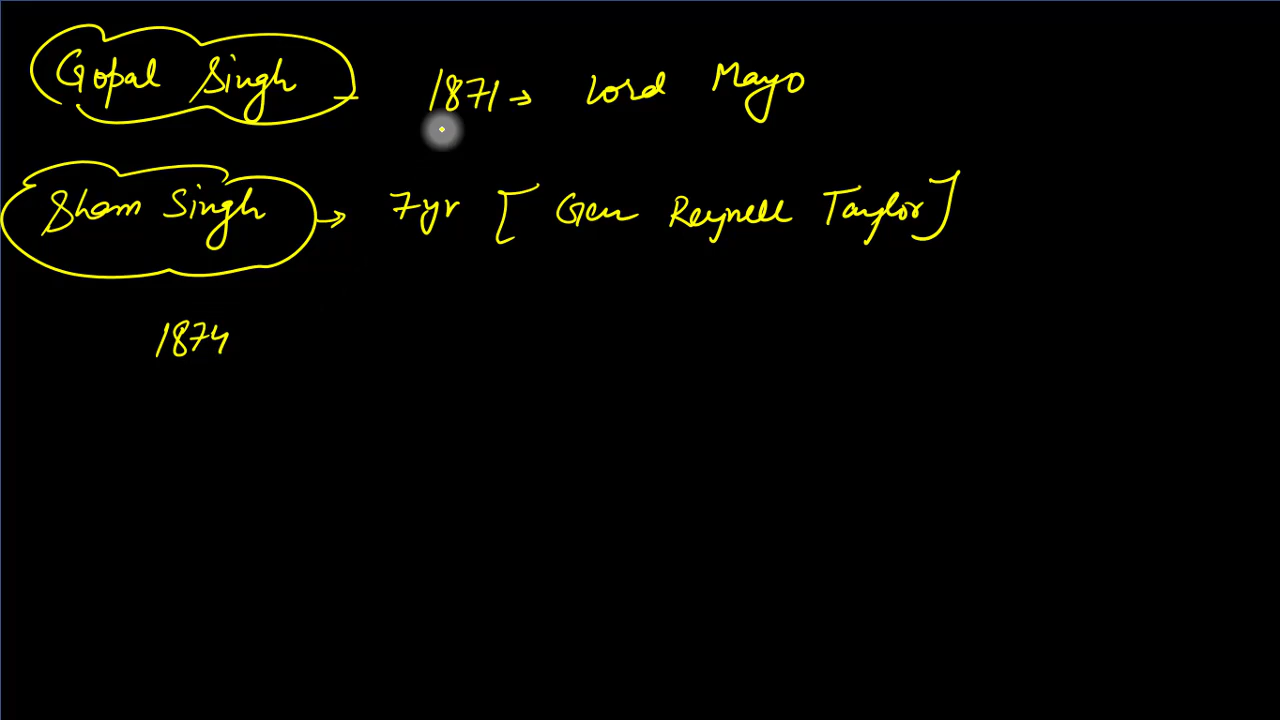 Gopal Singh - 1871 → Lord Mayo
Sham Singh → 7yr [Gen Reynell Taylor]
1874